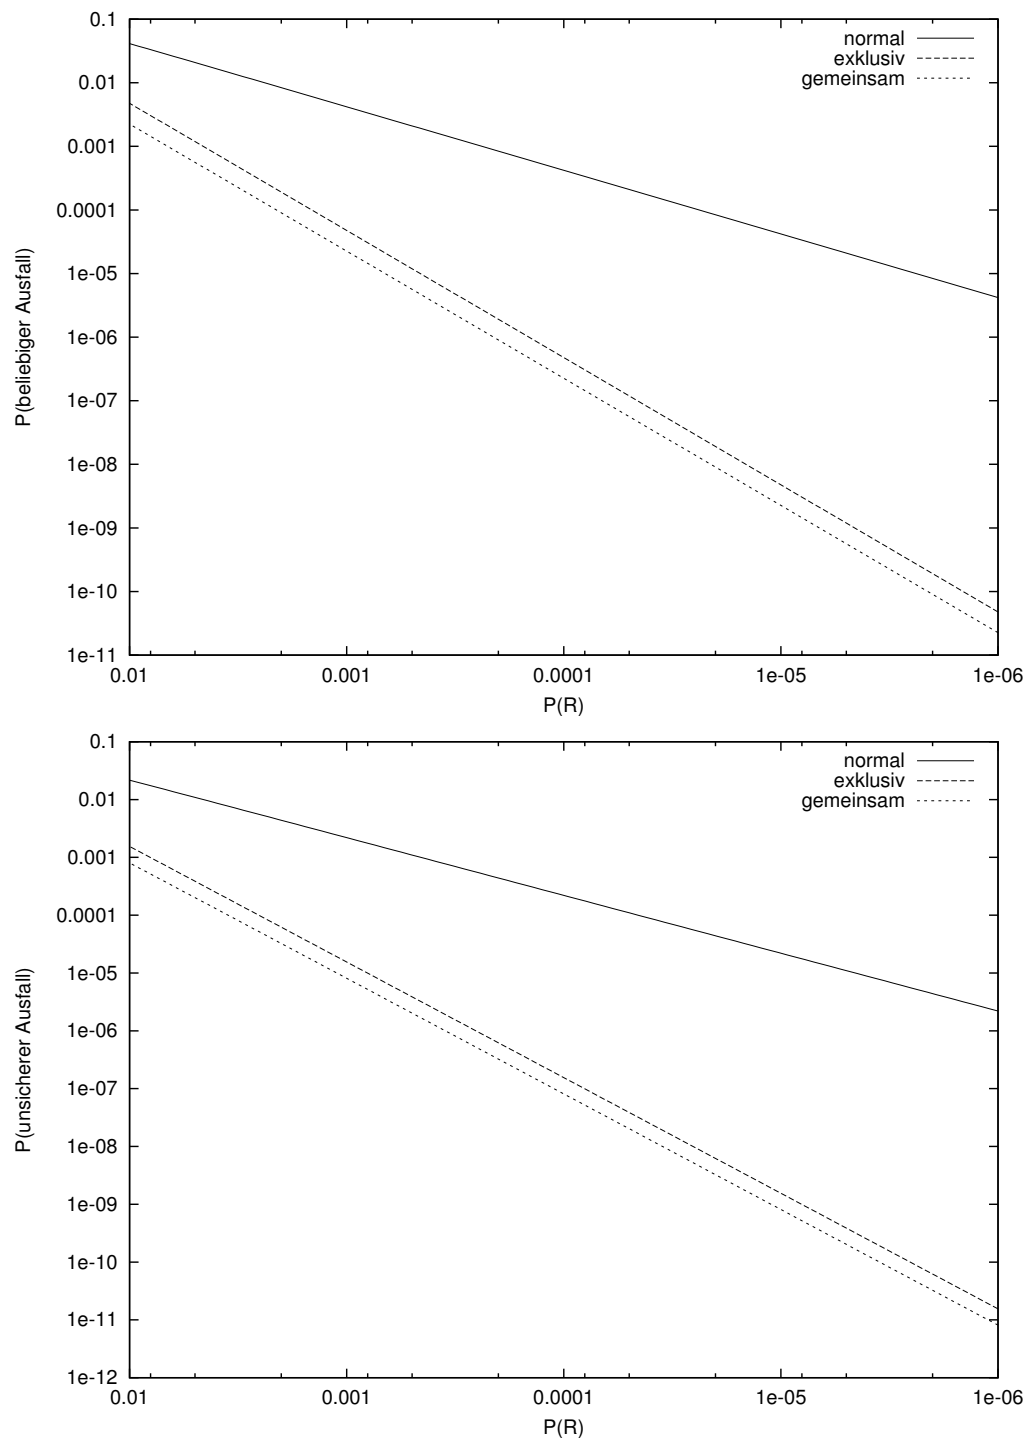 0.1
0.01
0.001
0.0001
1e-05
1e-06
1e-07
1e-08
1e-09
1e-10
1e-11
P(beliebiger Ausfall)
normal
exklusiv
gemeinsam
0.01 0.001 0.0001 1e-05 1e-06
P(R)
0.1
0.01
0.001
0.0001
1e-05
1e-06
1e-07
1e-08
1e-09
1e-10
1e-11
1e-12
P(unsicherer Ausfall)
normal
exklusiv
gemeinsam
0.01 0.001 0.0001 1e-05 1e-06
P(R)